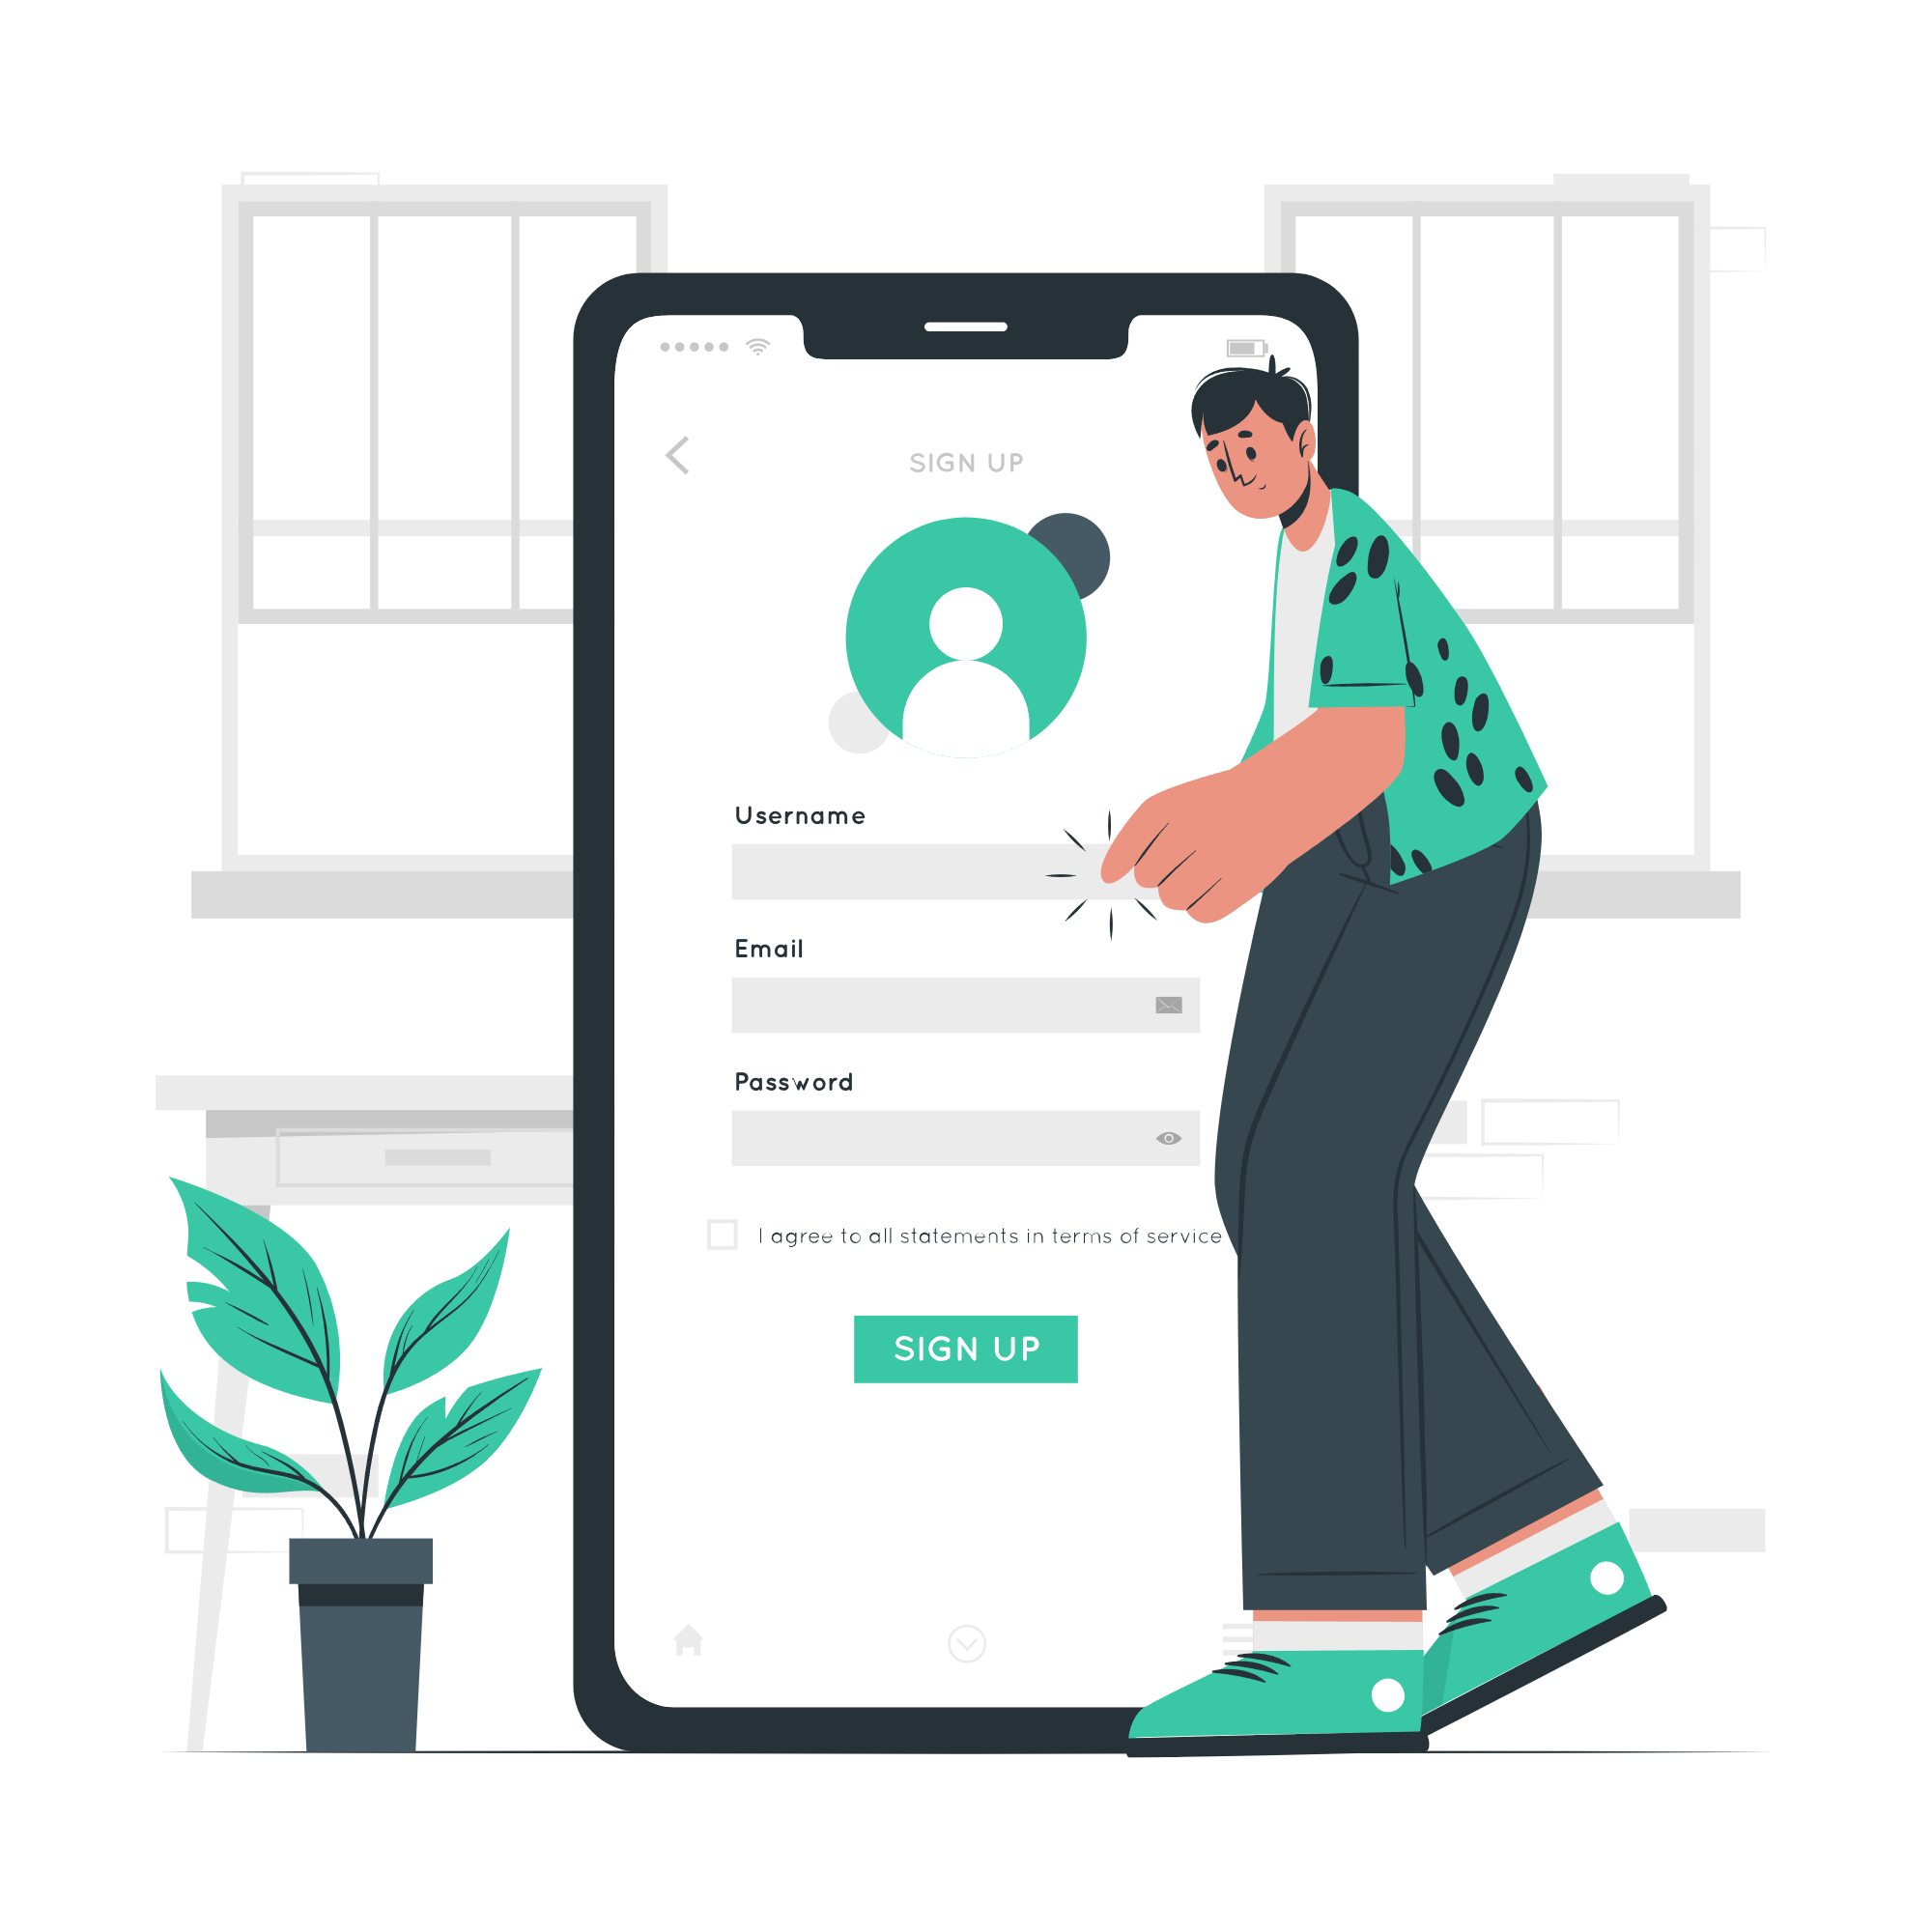 SIGN UP
Username
Email
Password
I agree to all statements in terms of service
SIGN UP